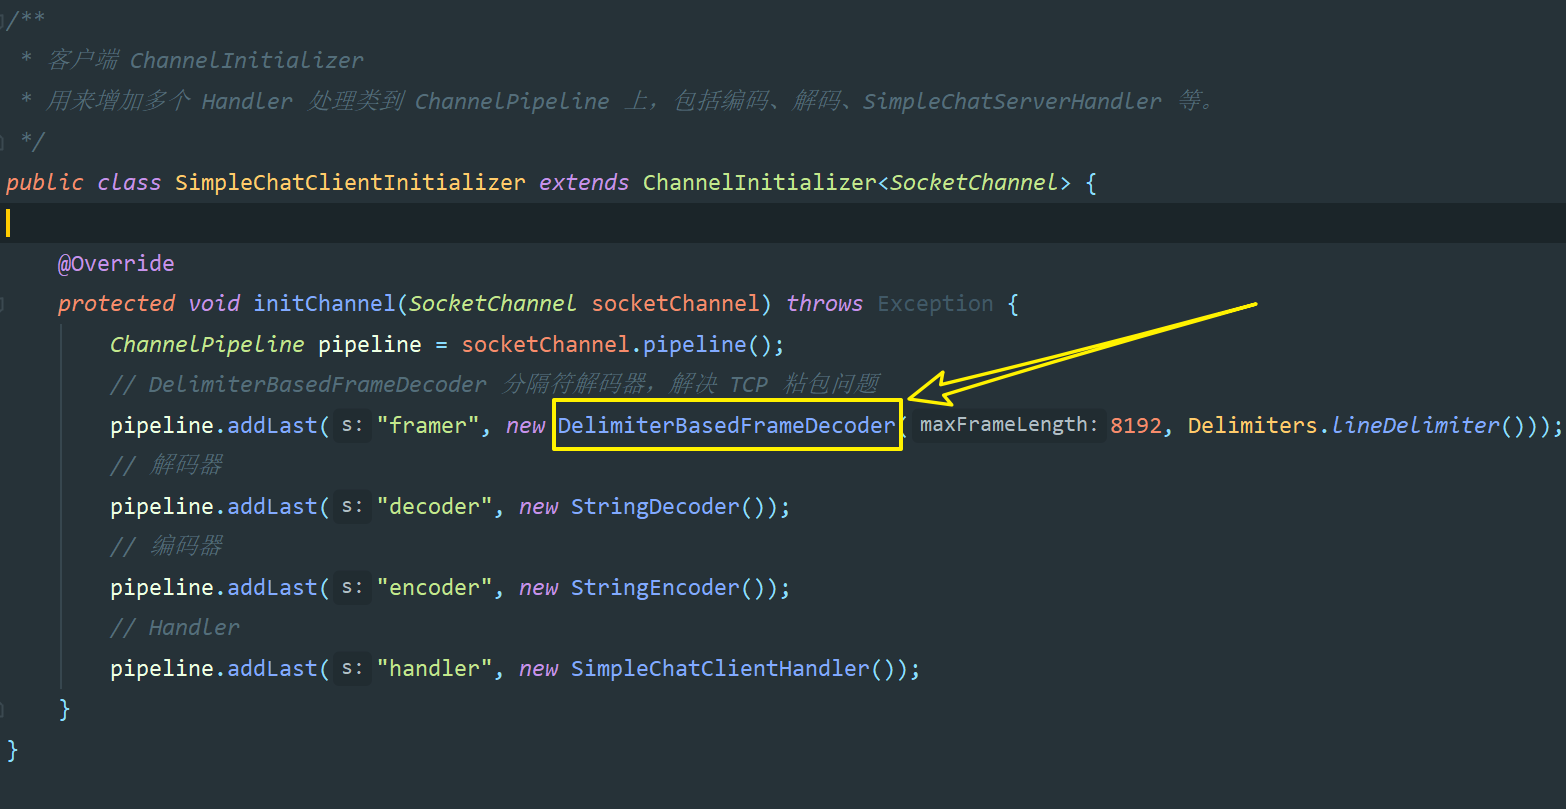 /**
 * 客户端 ChannelInitializer
 * 用来增加多个 Handler 处理类到 ChannelPipeline 上，包括编码、解码、SimpleChatServerHandler 等。
 */
public class SimpleChatClientInitializer extends ChannelInitializer<SocketChannel> {
@Override
protected void initChannel(SocketChannel socketChannel) throws Exception {
ChannelPipeline pipeline = socketChannel.pipeline();
// DelimiterBasedFrameDecoder 分隔符解码器，解决 TCP 粘包问题
pipeline.addLast( s: "framer", new DelimiterBasedFrameDecoder( maxFrameLength: 8192, Delimiters.lineDelimiter()));
// 解码器
pipeline.addLast( s: "decoder", new StringDecoder());
// 编码器
pipeline.addLast( s: "encoder", new StringEncoder());
// Handler
pipeline.addLast( s: "handler", new SimpleChatClientHandler());
}
}